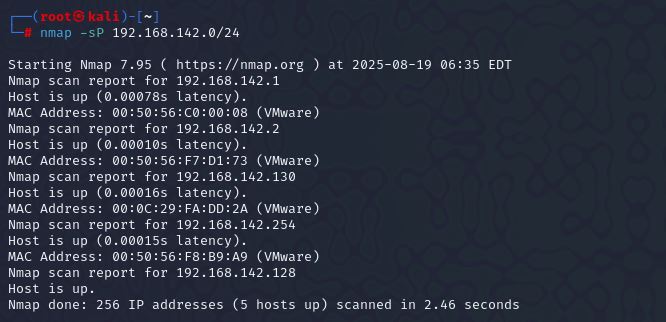 ┌──(root㉿kali)-[~]
└─# nmap -sP 192.168.142.0/24
Starting Nmap 7.95 ( https://nmap.org ) at 2025-08-19 06:35 EDT
Nmap scan report for 192.168.142.1
Host is up (0.00078s latency).
MAC Address: 00:50:56:C0:00:08 (VMware)
Nmap scan report for 192.168.142.2
Host is up (0.00010s latency).
MAC Address: 00:50:56:F7:D1:73 (VMware)
Nmap scan report for 192.168.142.130
Host is up (0.00016s latency).
MAC Address: 00:0C:29:FA:DD:2A (VMware)
Nmap scan report for 192.168.142.254
Host is up (0.00015s latency).
MAC Address: 00:50:56:F8:B9:A9 (VMware)
Nmap scan report for 192.168.142.128
Host is up.
Nmap done: 256 IP addresses (5 hosts up) scanned in 2.46 seconds